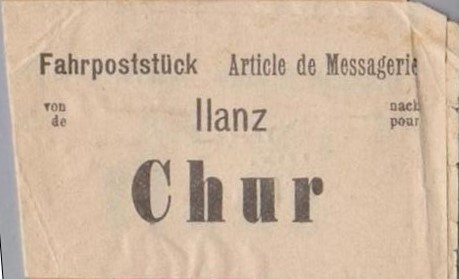 Fahrpoststück Article de Messagerie
von Ilanz nach
de pour
Chur